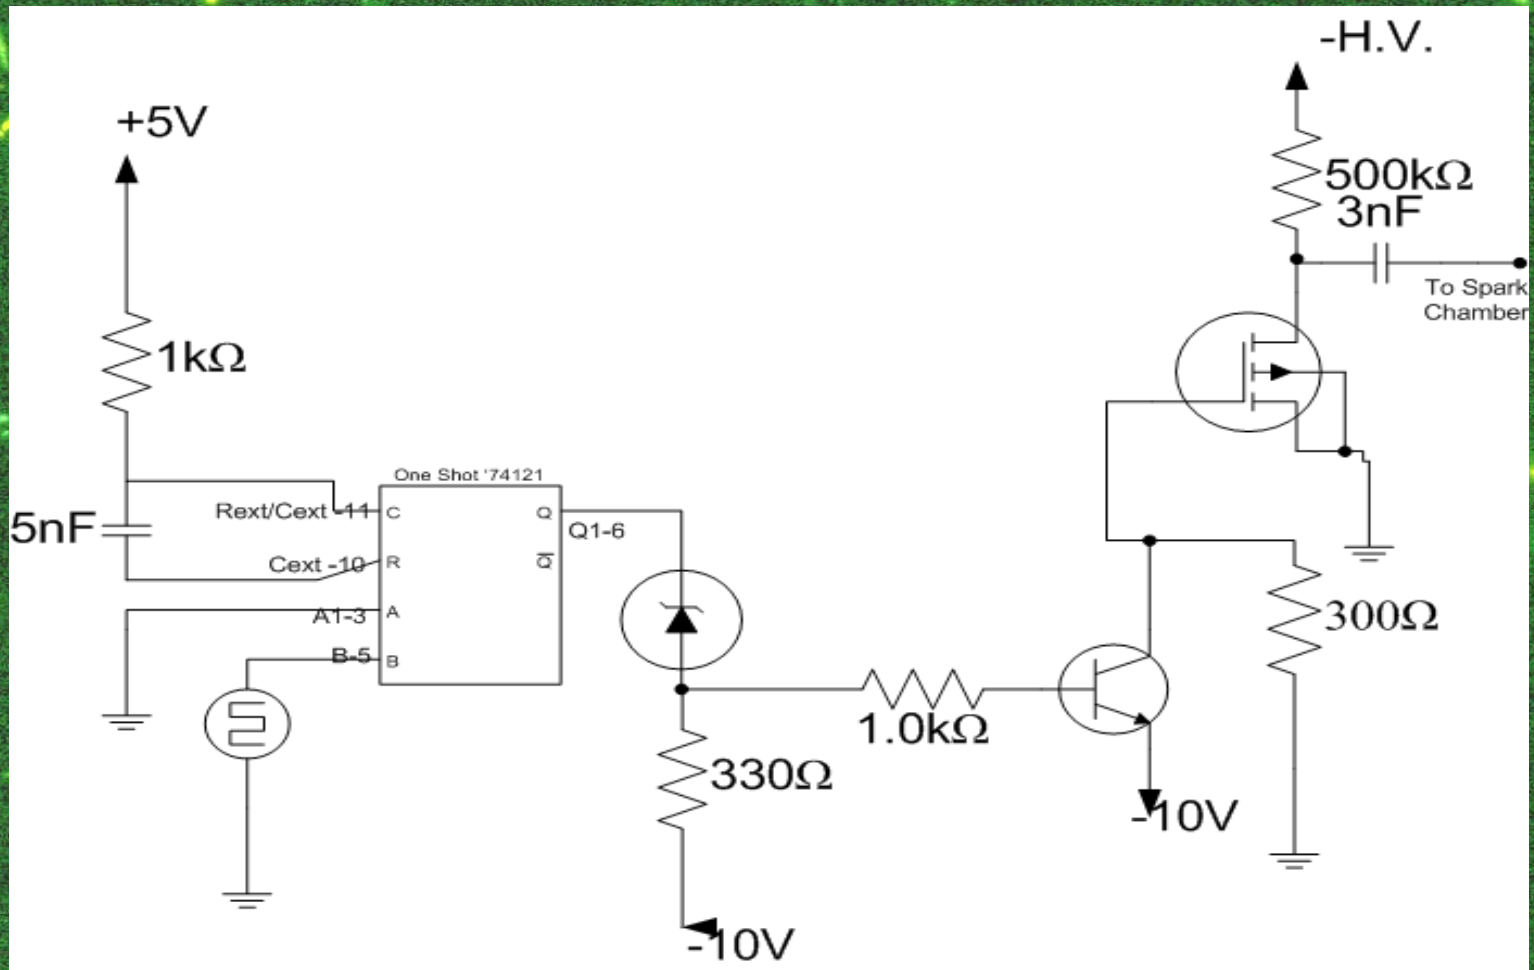 -H.V.
+5V
500kΩ
3nF
To Spark
Chamber
1kΩ
One Shot '74121
Rext/Cext -11
C
Q
Q1-6
5nF
Cext -10
R
Q̅
A1-3
A
B-5
B
300Ω
1.0kΩ
330Ω
-10V
-10V